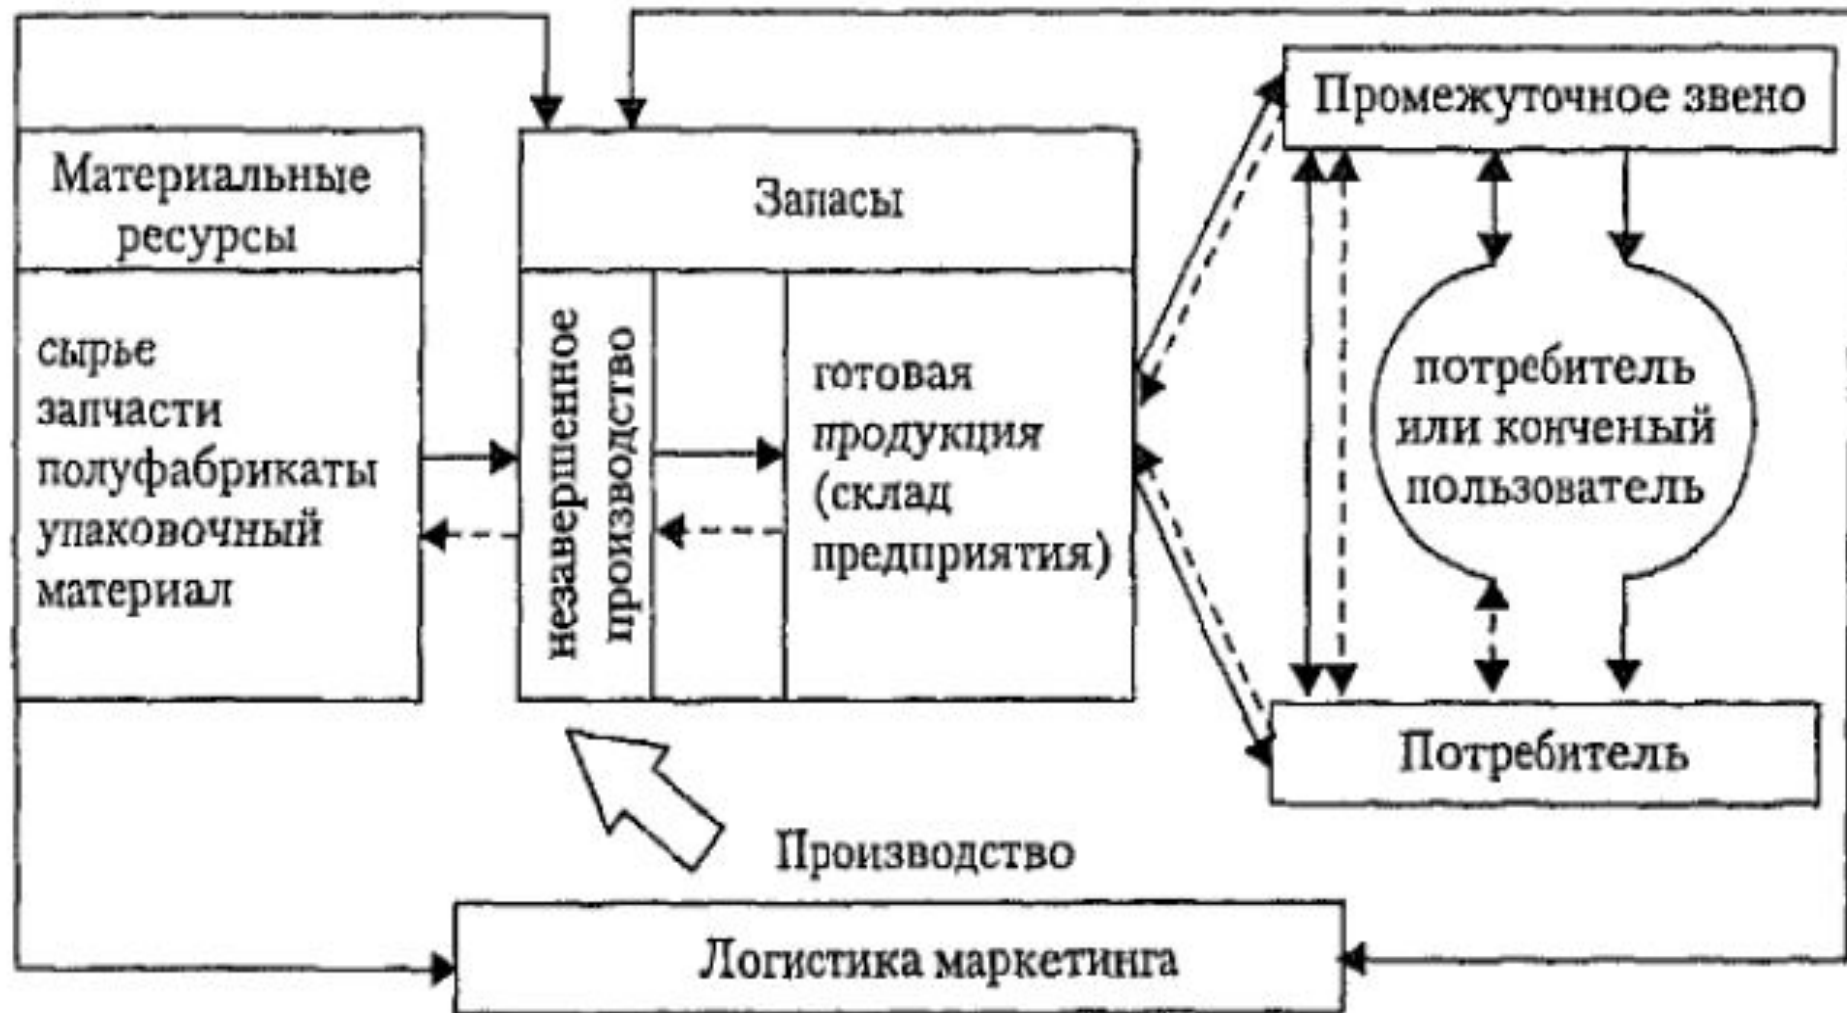 Материальные
ресурсы
сырье
запчасти
полуфабрикаты
упаковочный
материал
Запасы
незавершенное
производство
готовая
продукция
(склад
предприятия)
Промежуточное звено
потребитель
или конченый
пользователь
Потребитель
Производство
Логистика маркетинга